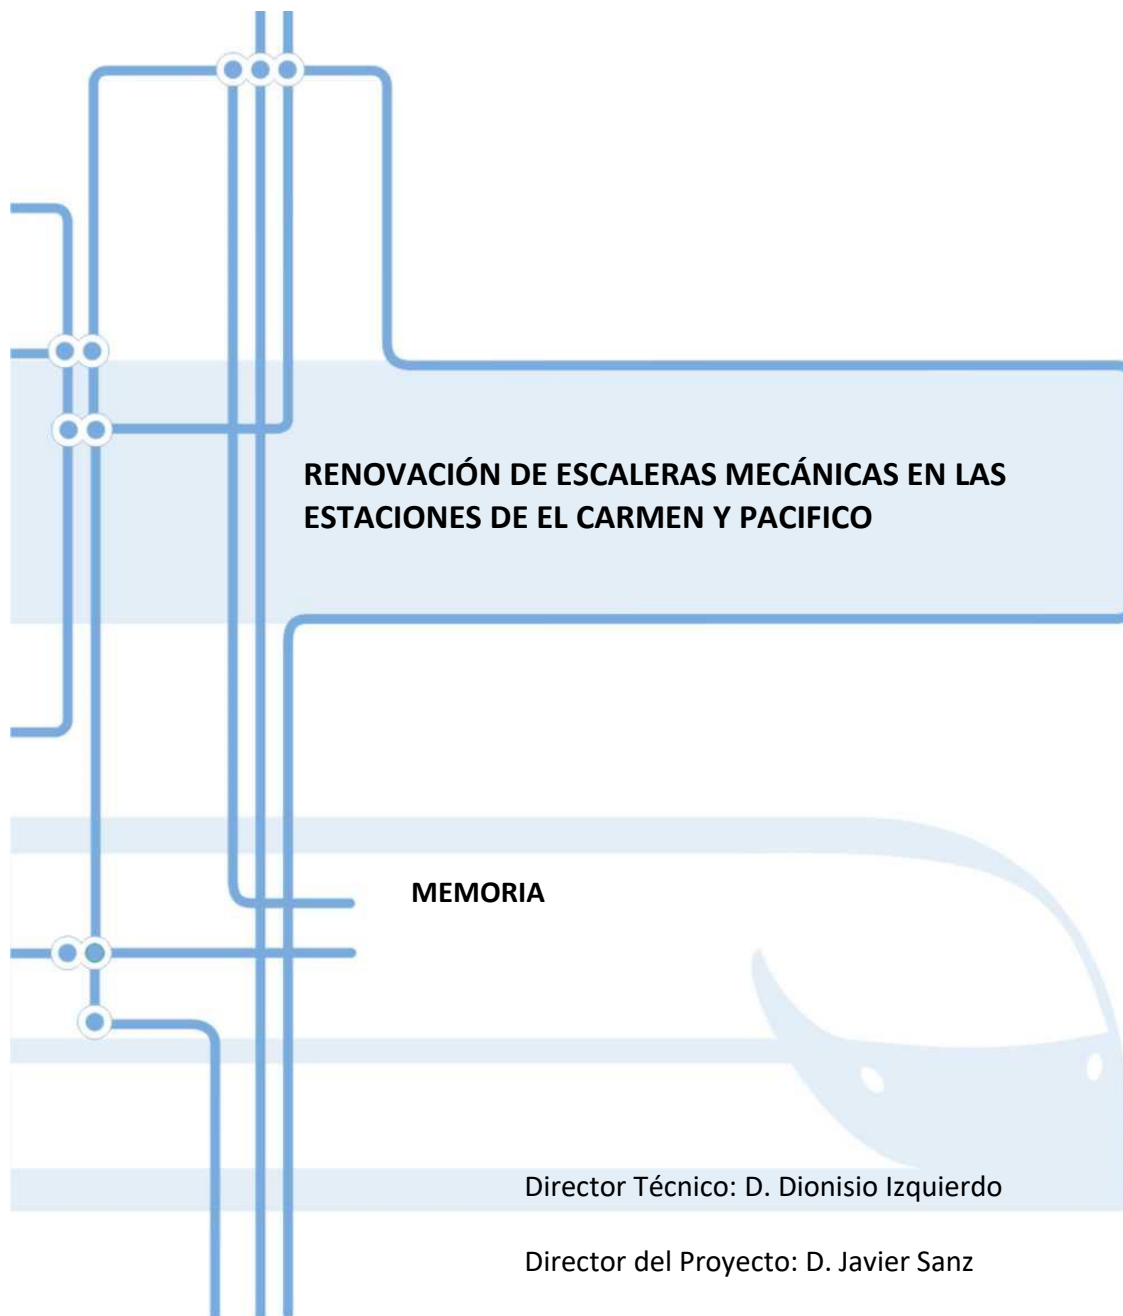 RENOVACIÓN DE ESCALERAS MECÁNICAS EN LAS
ESTACIONES DE EL CARMEN Y PACIFICO
MEMORIA
Director Técnico: D. Dionisio Izquierdo
Director del Proyecto: D. Javier Sanz